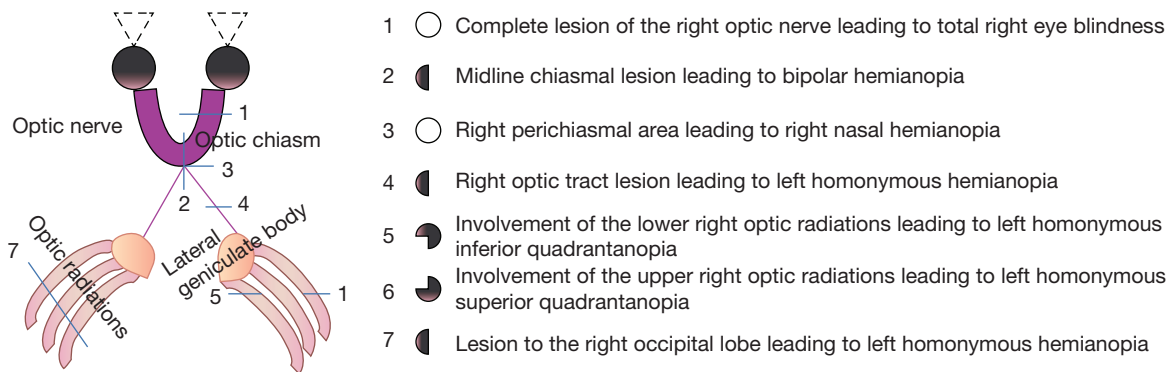 1 Complete lesion of the right optic nerve leading to total right eye blindness
2 Midline chiasmal lesion leading to bipolar hemianopia
3 Right perichiasmal area leading to right nasal hemianopia
4 Right optic tract lesion leading to left homonymous hemianopia
5 Involvement of the lower right optic radiations leading to left homonymous
inferior quadrantanopia
6 Involvement of the upper right optic radiations leading to left homonymous
superior quadrantanopia
7 Lesion to the right occipital lobe leading to left homonymous hemianopia
1
Optic nerve
Optic chiasm
3
2
4
7
Optic radiations
Lateral
geniculate body
5
1